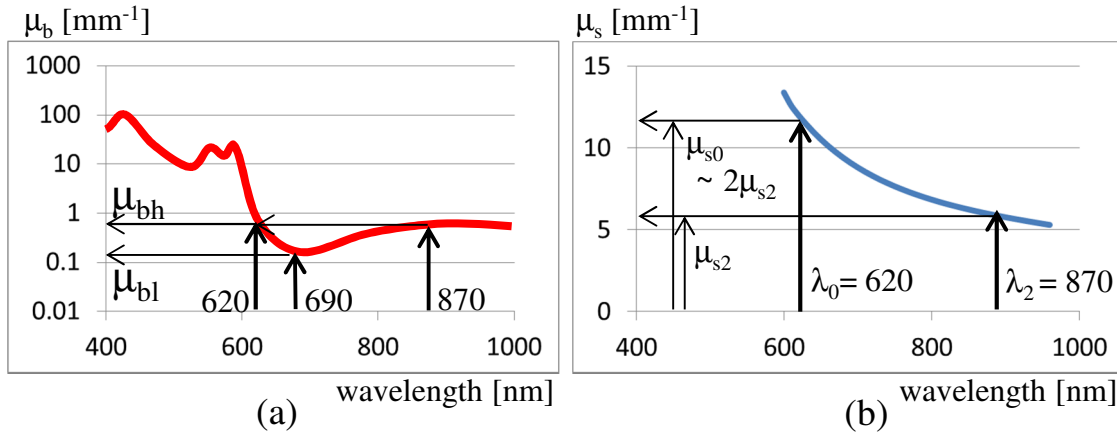 μb [mm-1]
1000
100
10
1
0.1
0.01
μbh
μbl
620
690
870
400
600
800
1000
wavelength [nm]
(a)
μs [mm-1]
15
10
5
0
μs0
~ 2μs2
μs2
λ0= 620
λ2 = 870
400
600
800
1000
wavelength [nm]
(b)